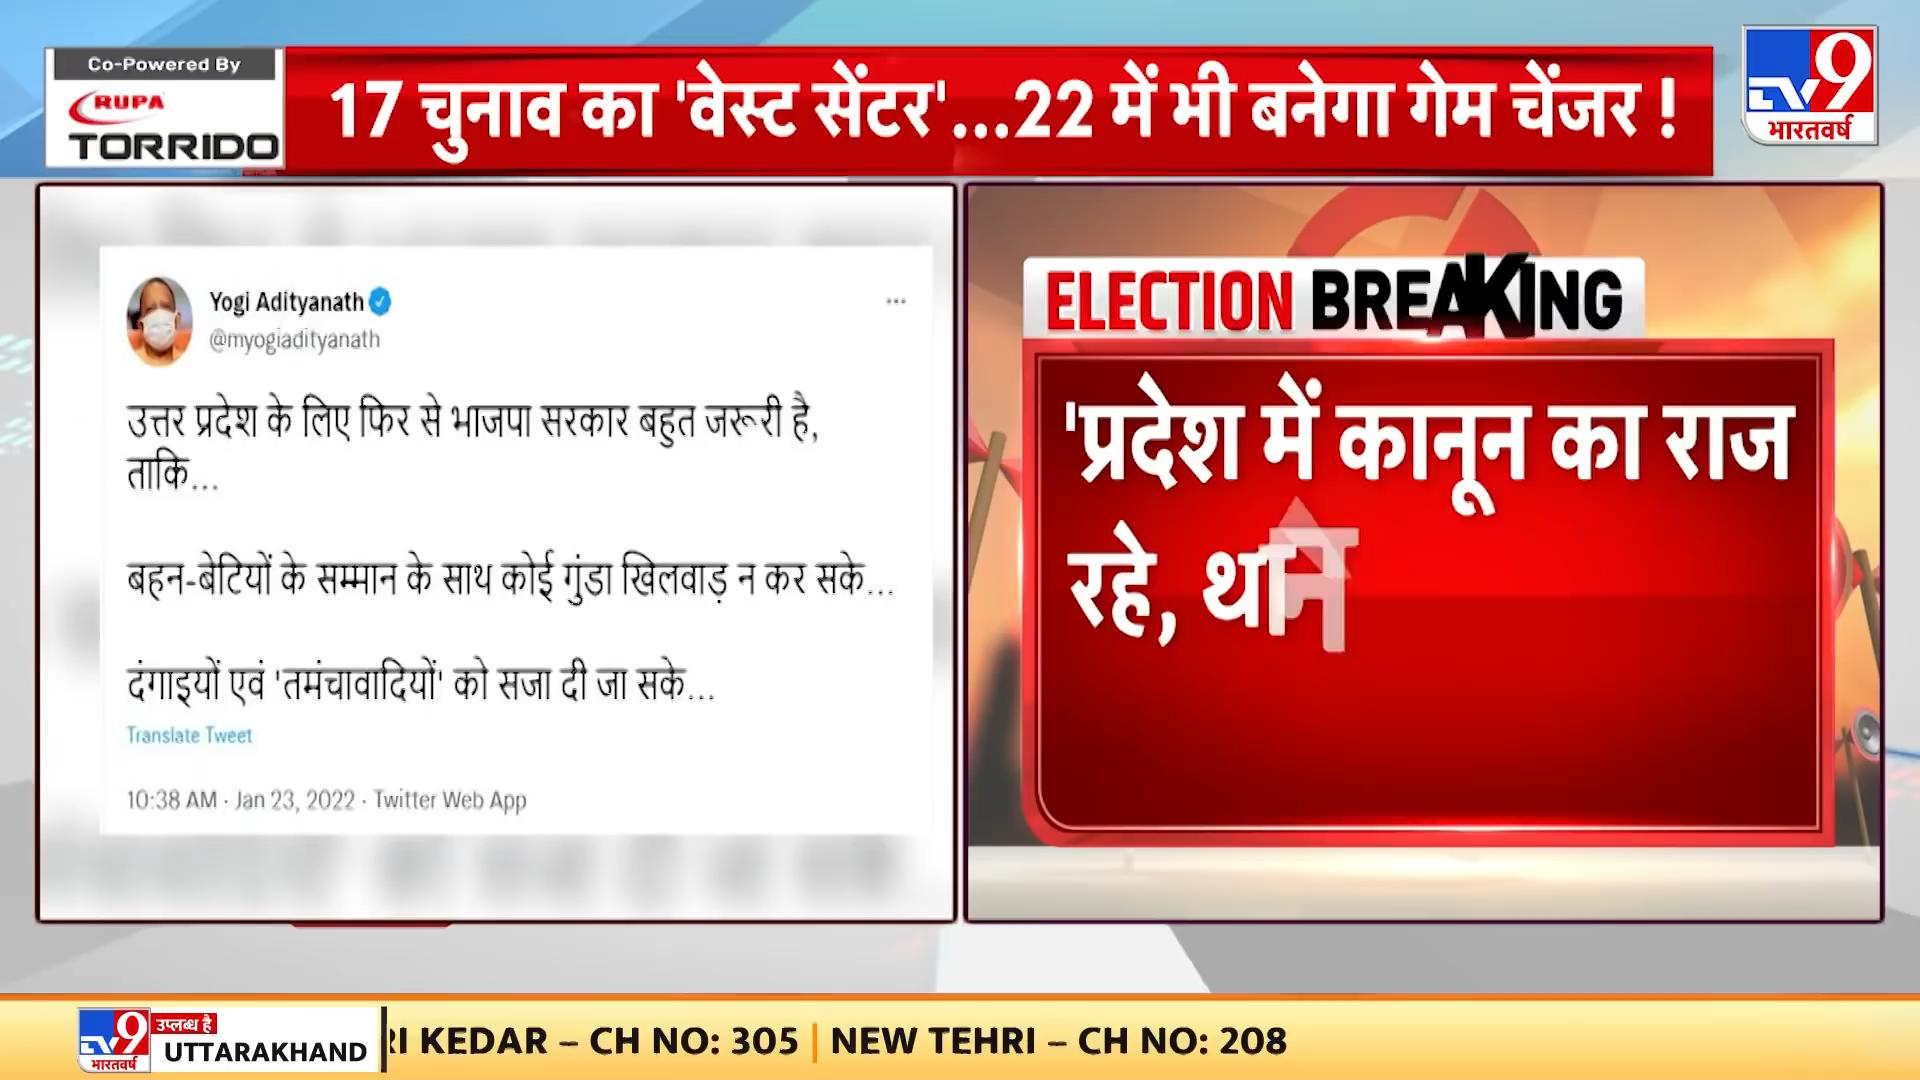 Co-Powered By
RUPA
TORRIDO
17 चुनाव का 'वेस्ट सेंटर'...22 में भी बनेगा गेम चेंजर !
TV9
भारतवर्ष
Yogi Adityanath
@myogiadityanath
उत्तर प्रदेश के लिए फिर से भाजपा सरकार बहुत जरूरी है,
ताकि...
बहन-बेटियों के सम्मान के साथ कोई गुंडा खिलवाड़ न कर सके...
दंगाइयों एवं 'तमंचावादियों' को सजा दी जा सके...
Translate Tweet
10:38 AM · Jan 23, 2022 · Twitter Web App
ELECTION BREAKING
'प्रदेश में कानून का राज
रहे, थाने
TV9
भारतवर्ष
उपलब्ध है
UTTARAKHAND
RI KEDAR – CH NO: 305 | NEW TEHRI – CH NO: 208